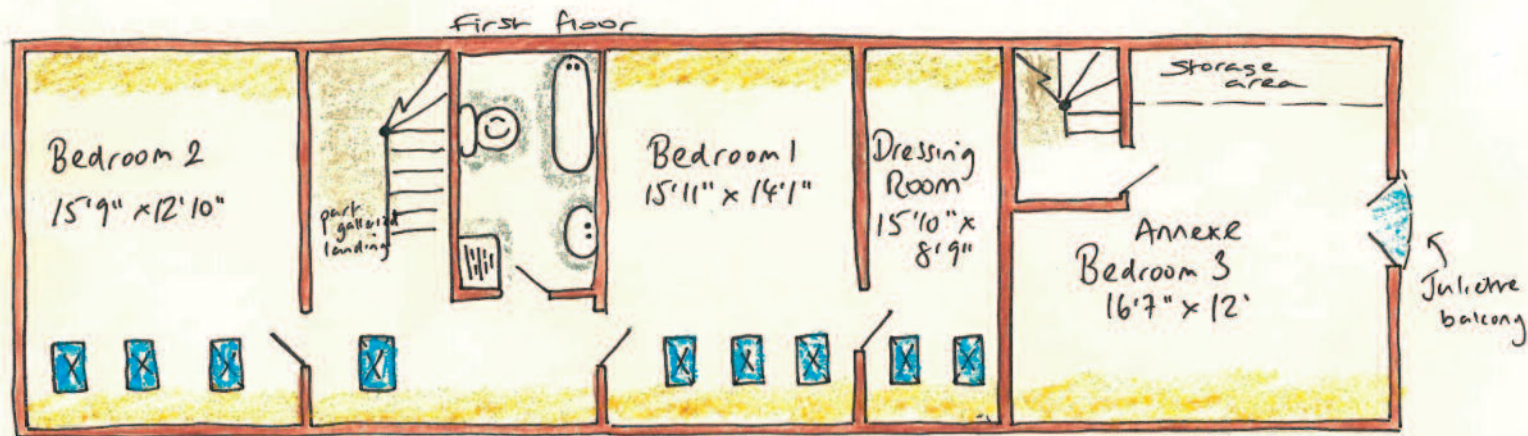 First floor
Bedroom 2
15'9" x 12'10"
part
galleried
landing
Bedroom 1
15'11" x 14'1"
Dressing
Room
15'10" x
8'9"
Storage
area
Annexe
Bedroom 3
16'7" x 12'
Juliette
balcony